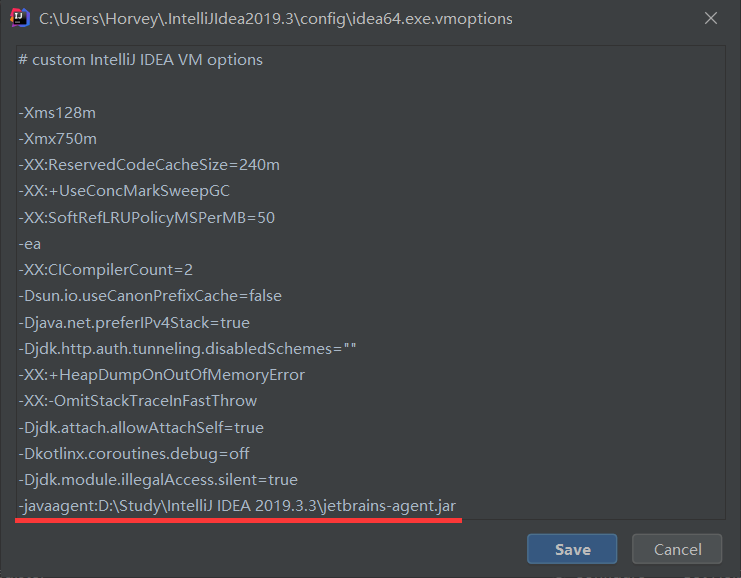 C:\Users\Horvey\.IntelliJIdea2019.3\config\idea64.exe.vmoptions
# custom IntelliJ IDEA VM options
-Xms128m
-Xmx750m
-XX:ReservedCodeCacheSize=240m
-XX:+UseConcMarkSweepGC
-XX:SoftRefLRUPolicyMSPerMB=50
-ea
-XX:CICompilerCount=2
-Dsun.io.useCanonPrefixCache=false
-Djava.net.preferIPv4Stack=true
-Djdk.http.auth.tunneling.disabledSchemes=""
-XX:+HeapDumpOnOutOfMemoryError
-XX:-OmitStackTraceInFastThrow
-Djdk.attach.allowAttachSelf=true
-Dkotlinx.coroutines.debug=off
-Djdk.module.illegalAccess.silent=true
-javaagent:D:\Study\IntelliJ IDEA 2019.3.3\jetbrains-agent.jar
Save Cancel